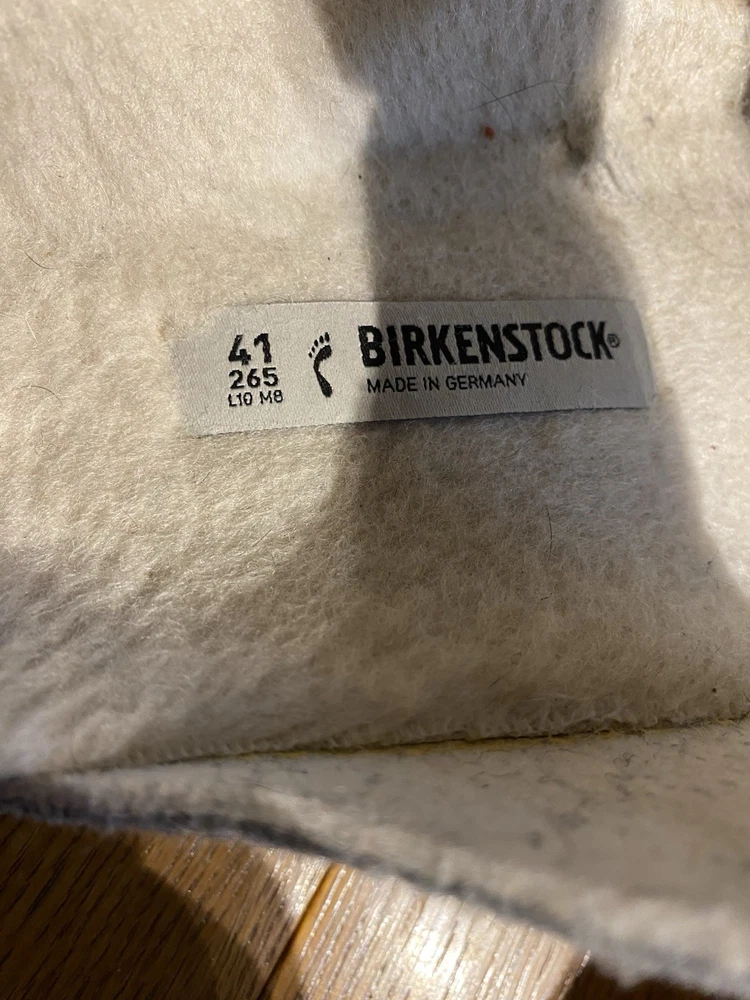 41
265
L10 M8
BIRKENSTOCK®
MADE IN GERMANY